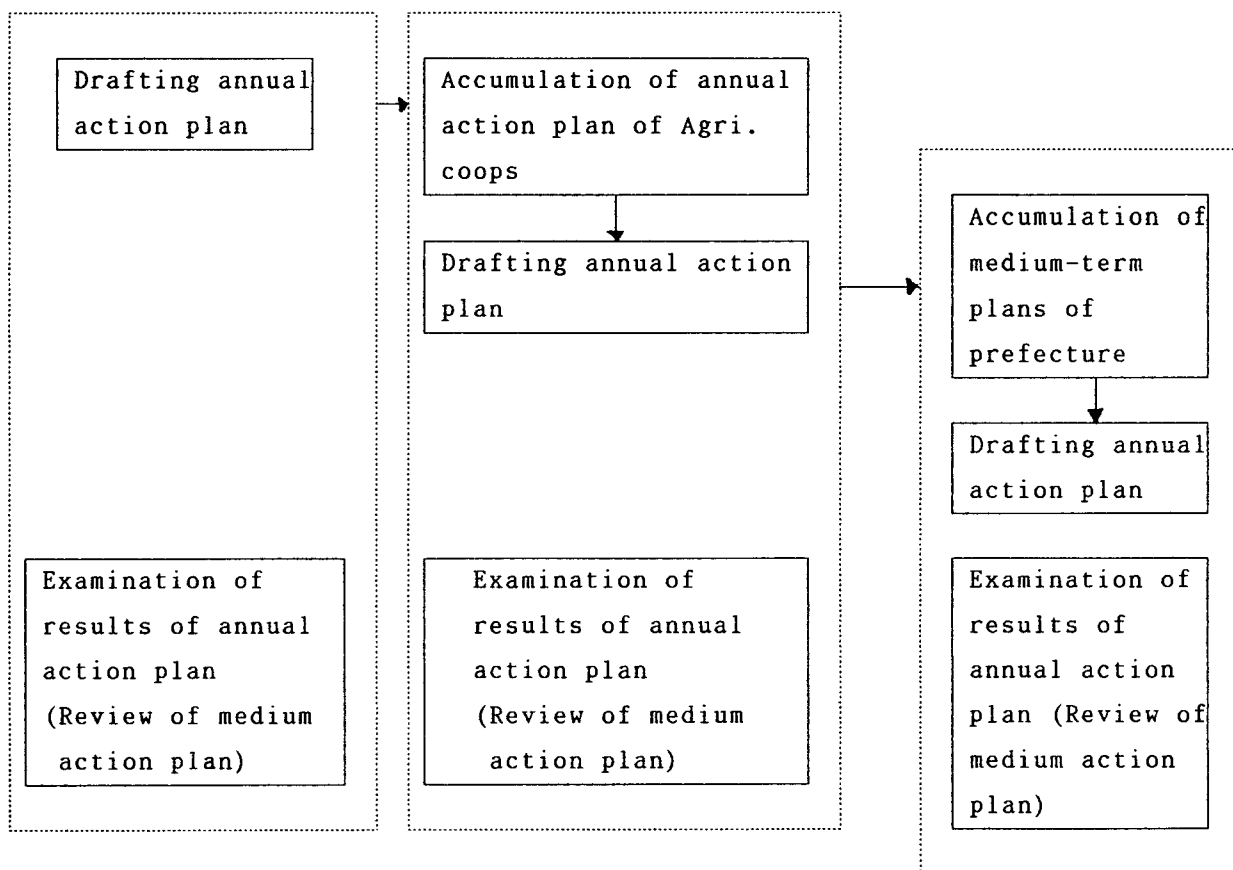 Drafting annual
action plan
Accumulation of annual
action plan of Agri.
coops
Drafting annual action
plan
Accumulation of
medium-term
plans of
prefecture
Drafting annual
action plan
Examination of
results of annual
action plan
(Review of medium
action plan)
Examination of
results of annual
action plan
(Review of medium
action plan)
Examination of
results of
annual action
plan (Review of
medium action
plan)